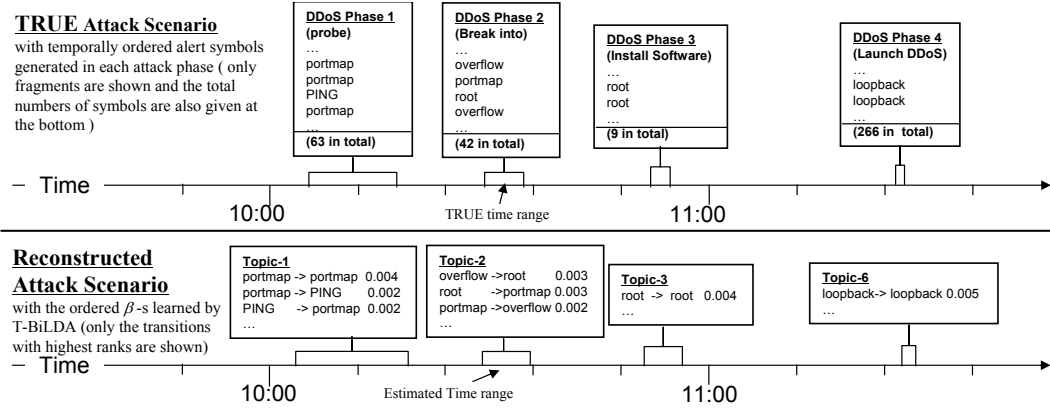 TRUE Attack Scenario
with temporally ordered alert symbols
generated in each attack phase ( only
fragments are shown and the total
numbers of symbols are also given at
the bottom )
DDoS Phase 1
(probe)
…
portmap
portmap
PING
portmap
…
(63 in total)
DDoS Phase 2
(Break into)
…
overflow
portmap
root
overflow
…
(42 in total)
DDoS Phase 3
(Install Software)
…
root
root
…
(9 in total)
DDoS Phase 4
(Launch DDoS)
…
loopback
loopback
…
(266 in total)
Time
10:00
TRUE time range
11:00
Reconstructed
Attack Scenario
with the ordered β-s learned by
T-BiLDA (only the transitions
with highest ranks are shown)
Topic-1
portmap -> portmap 0.004
portmap -> PING 0.002
PING -> portmap 0.002
…
Topic-2
overflow ->root 0.003
root ->portmap 0.003
portmap ->overflow 0.002
…
Topic-3
root -> root 0.004
…
Topic-6
loopback-> loopback 0.005
…
Time
10:00
Estimated Time range
11:00